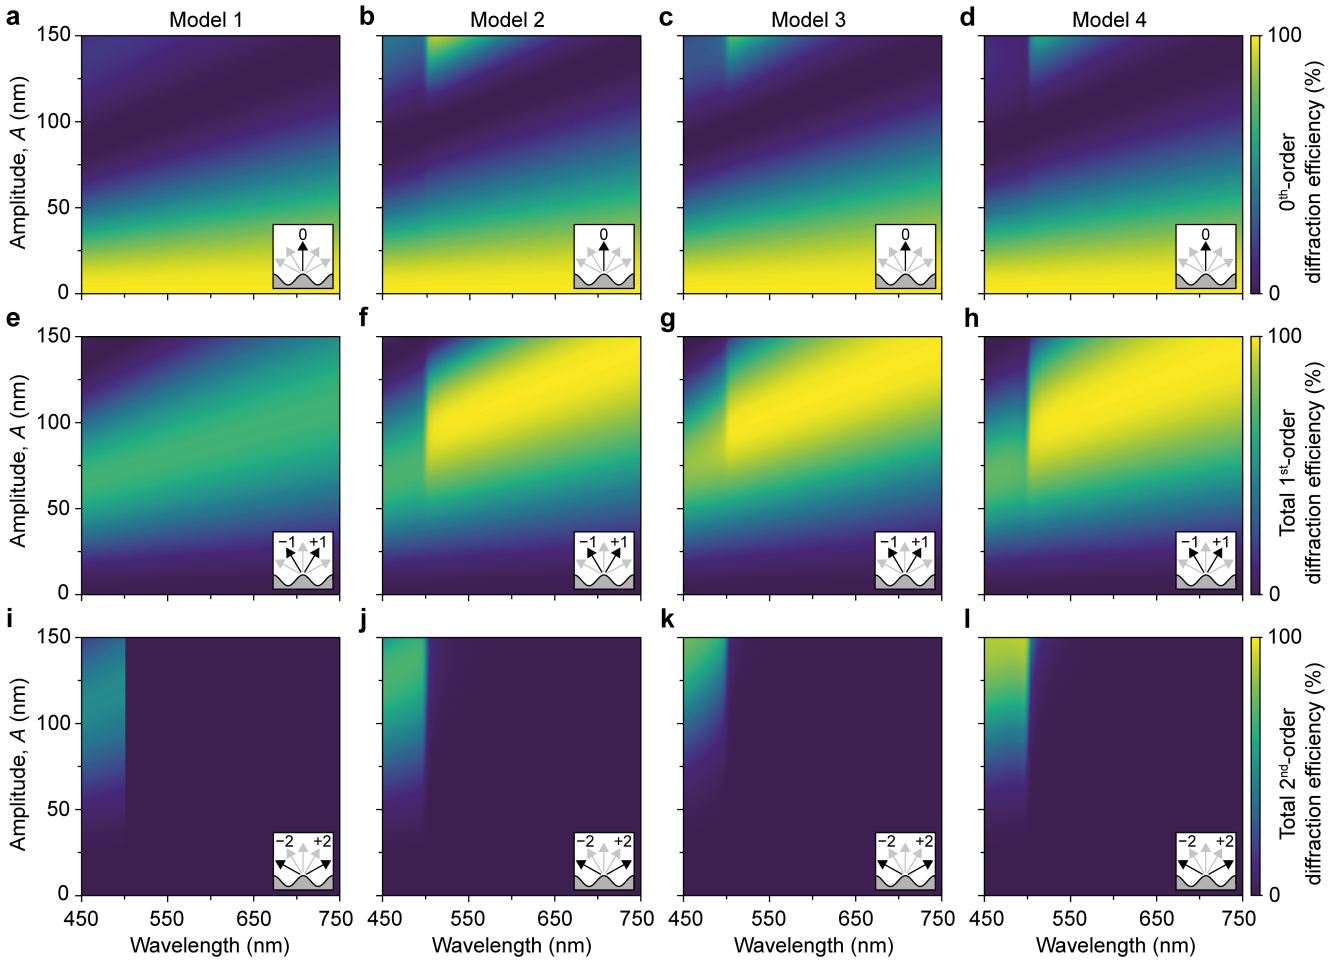 a Model 1 b Model 2 c Model 3 d Model 4
150
100
50
0
Amplitude, A (nm)
0
0
0
0
100
0
0th-order
diffraction efficiency (%)
e f g h
150
100
50
0
Amplitude, A (nm)
−1 +1
−1 +1
−1 +1
−1 +1
100
0
Total 1st-order
diffraction efficiency (%)
i j k l
150
100
50
0
Amplitude, A (nm)
−2 +2
−2 +2
−2 +2
−2 +2
100
0
Total 2nd-order
diffraction efficiency (%)
450 550 650 750 450 550 650 750 450 550 650 750 450 550 650 750
Wavelength (nm) Wavelength (nm) Wavelength (nm) Wavelength (nm)